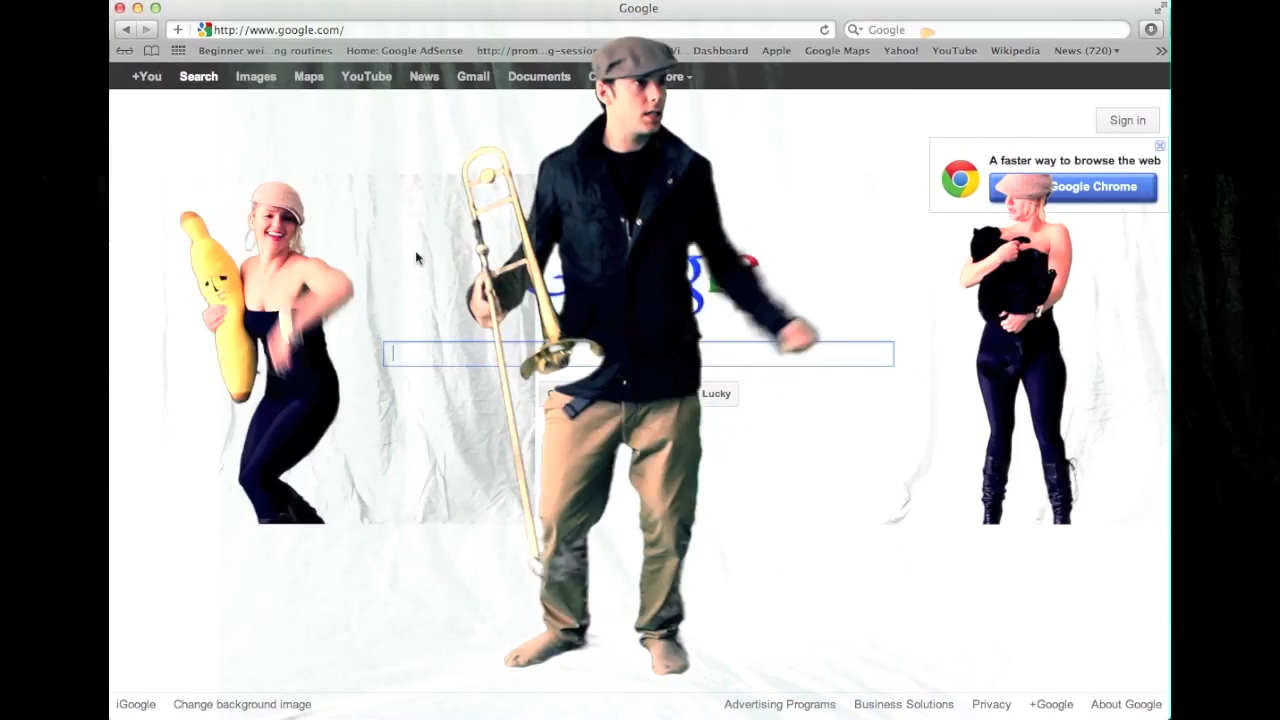 Google
http://www.google.com/
Google
Beginner wei...ng routines Home: Google AdSense http://prom...g-session Dashboard Apple Google Maps Yahoo! YouTube Wikipedia News (720)
+You Search Images Maps YouTube News Gmail Documents
Sign in
A faster way to browse the web
Google Chrome
Lucky
iGoogle Change background image Advertising Programs Business Solutions Privacy +Google About Google